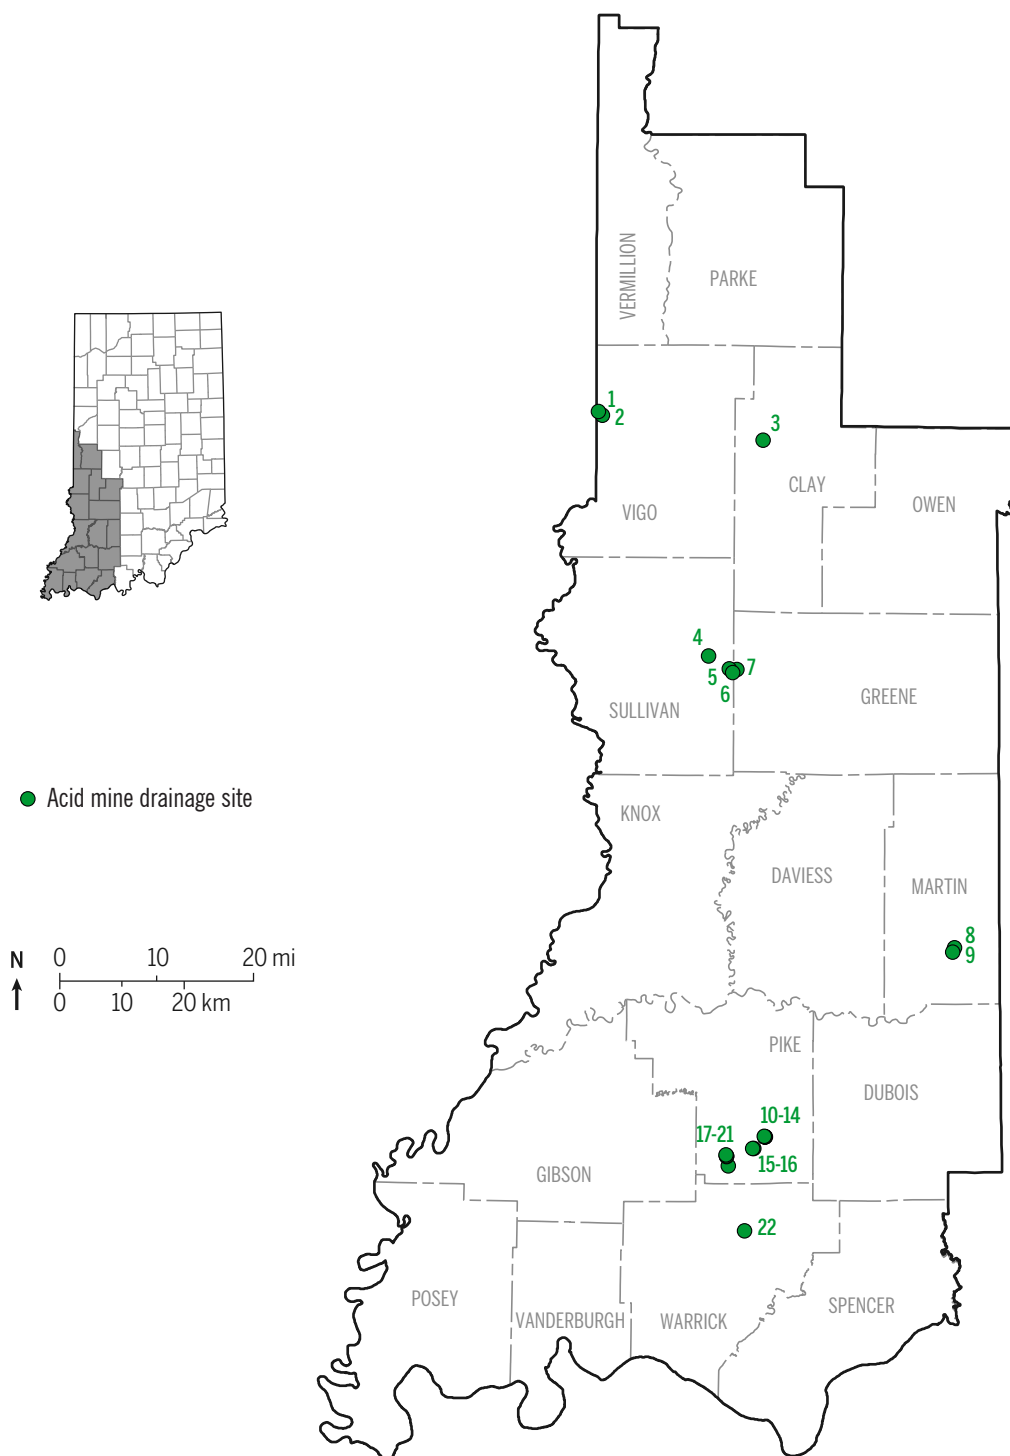 VERMILLION
PARKE
1
2
3
CLAY
VIGO
OWEN
4
5
7
6
SULLIVAN
GREENE
Acid mine drainage site
KNOX
DAVIESS
MARTIN
8
9
N
0 10 20 mi
0 10 20 km
PIKE
DUBOIS
10-14
17-21
15-16
GIBSON
22
POSEY
VANDERBURGH
WARRICK
SPENCER